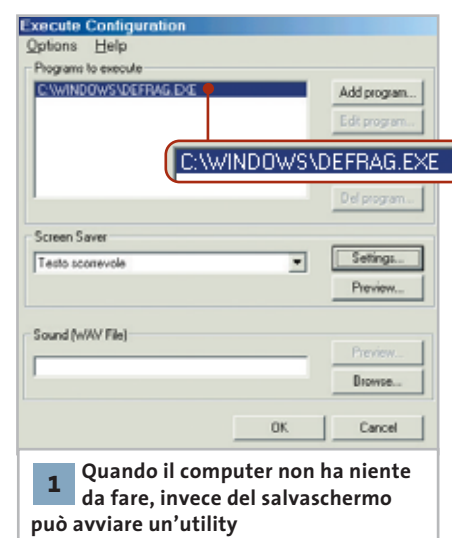 Execute Configuration
Options Help
Programs to execute
C:\WINDOWS\DEFRAG.EXE
Add program...
Edit program...
C:\WINDOWS\DEFRAG.EXE
Del program...
Screen Saver
Testo scorrevole
Settings...
Preview...
Sound (WAV File)
Preview...
Browse...
OK Cancel
1 Quando il computer non ha niente
da fare, invece del salvaschermo
può avviare un'utility